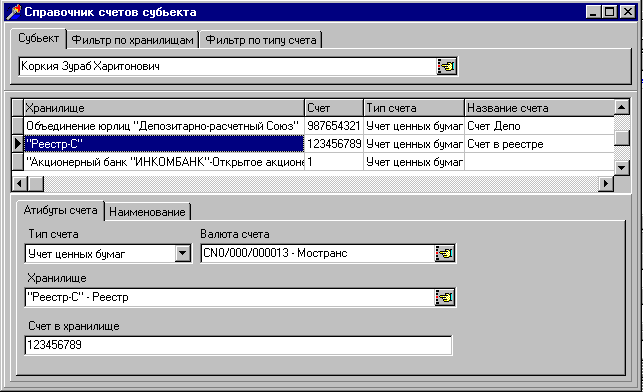 Справочник счетов субъекта
Субъект Фильтр по хранилищам Фильтр по типу счета
Коркия Зураб Харитонович
Хранилище Счет Тип счета Название счета
Объединение юрлиц "Депозитарно-расчетный Союз" 987654321 Учет ценных бумаг Счет Депо
"Реестр-С" 123456789 Учет ценных бумаг Счет в реестре
"Акционерный банк "ИНКОМБАНК"-Открытое акционе 1 Учет ценных бумаг
Атибуты счета Наименование
Тип счета Валюта счета
Учет ценных бумаг CN0/000/000013 - Мостранс
Хранилище
"Реестр-С" - Реестр
Счет в хранилище
123456789